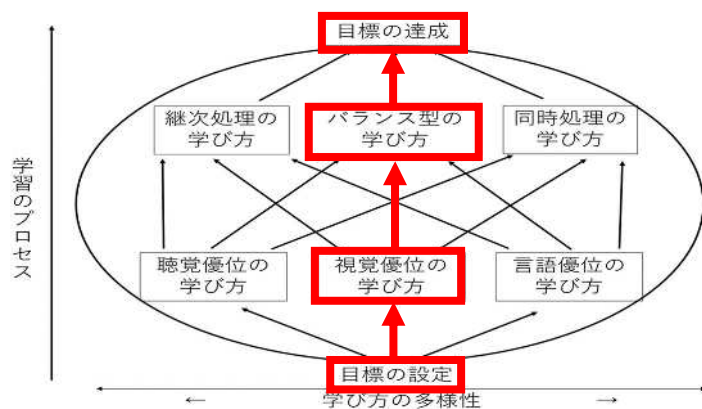 目標の達成
継次処理の
学び方
バランス型の
学び方
同時処理の
学び方
学習のプロセス
聴覚優位の
学び方
視覚優位の
学び方
言語優位の
学び方
目標の設定
← 学び方の多様性 →